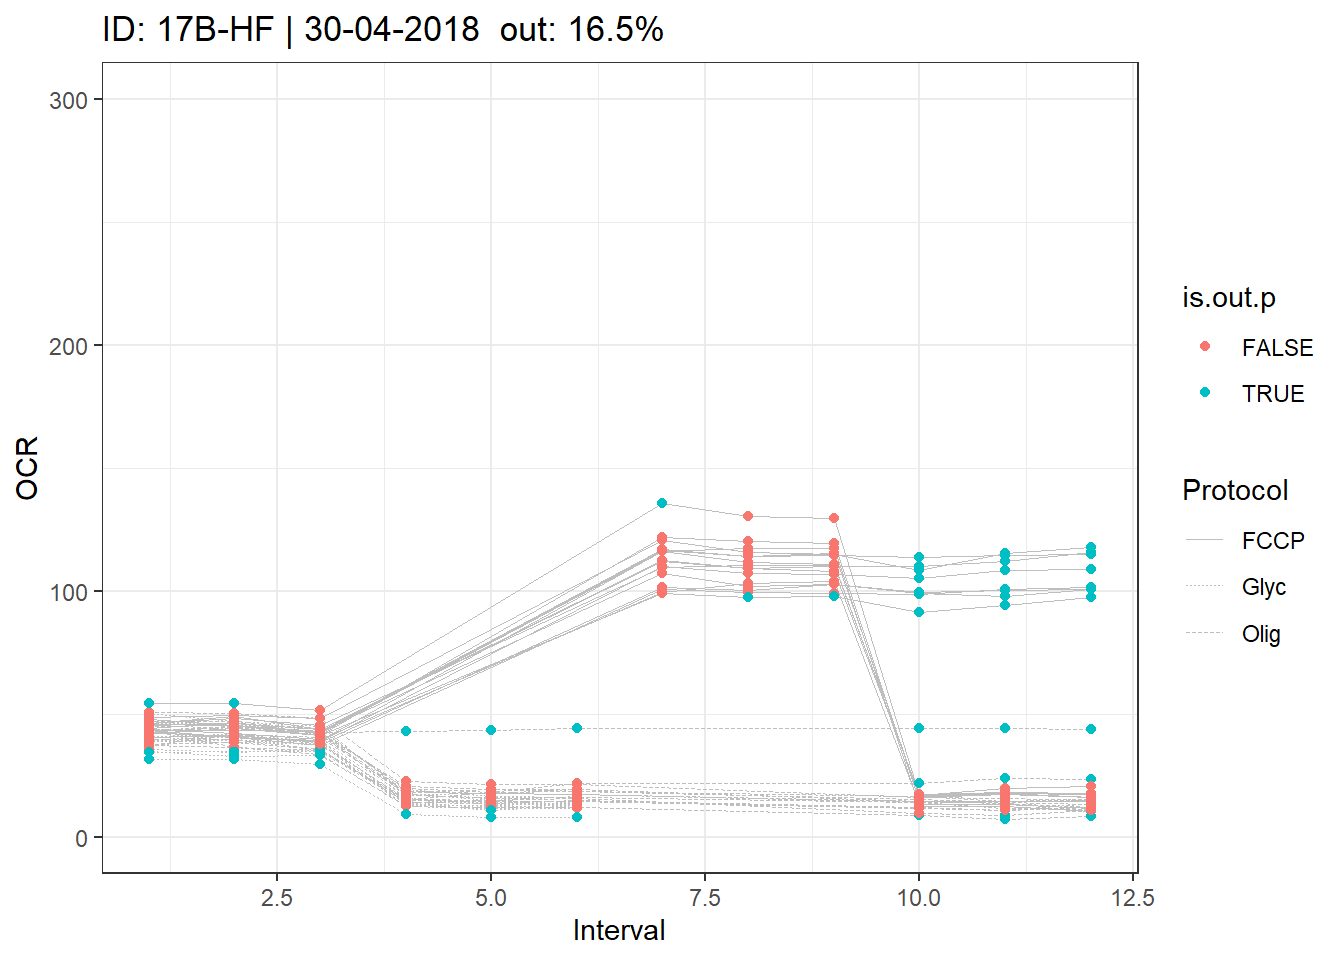 ID: 17B-HF | 30-04-2018  out: 16.5%
300
200
100
0
OCR
2.5
5.0
7.5
10.0
12.5
Interval
is.out.p
FALSE
TRUE
Protocol
FCCP
Glyc
Olig